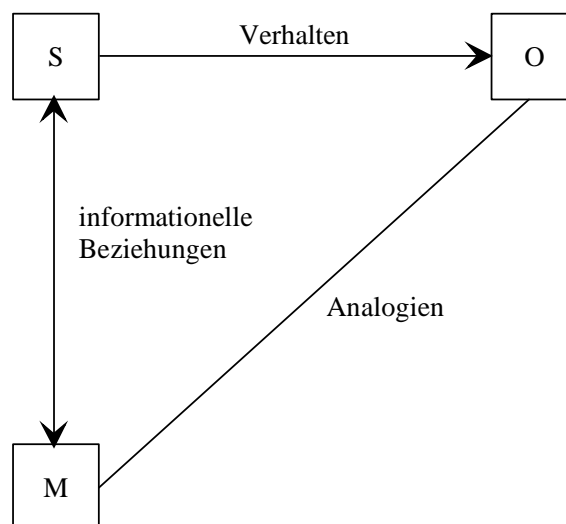 Verhalten
S
O
informationelle
Beziehungen
Analogien
M